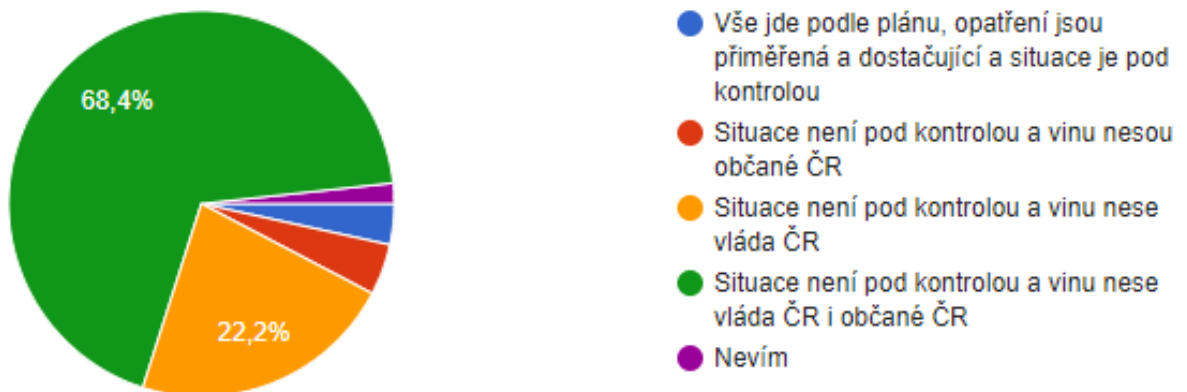 68,4%
22,2%
Vše jde podle plánu, opatření jsou
přiměřená a dostačující a situace je pod
kontrolou
Situace není pod kontrolou a vinu nesou
občané ČR
Situace není pod kontrolou a vinu nese
vláda ČR
Situace není pod kontrolou a vinu nese
vláda ČR i občané ČR
Nevím